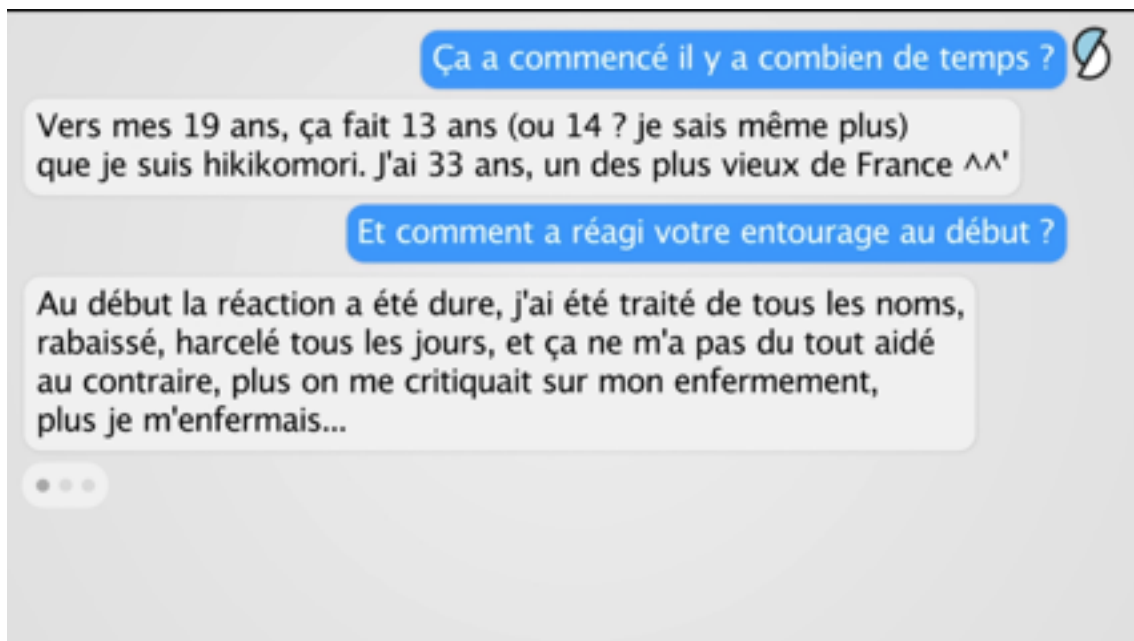 Ça a commencé il y a combien de temps ?
Vers mes 19 ans, ça fait 13 ans (ou 14 ? je sais même plus)
que je suis hikikomori. J'ai 33 ans, un des plus vieux de France ^^'
Et comment a réagi votre entourage au début ?
Au début la réaction a été dure, j'ai été traité de tous les noms,
rabaissé, harcelé tous les jours, et ça ne m'a pas du tout aidé
au contraire, plus on me critiquait sur mon enfermement,
plus je m'enfermais...